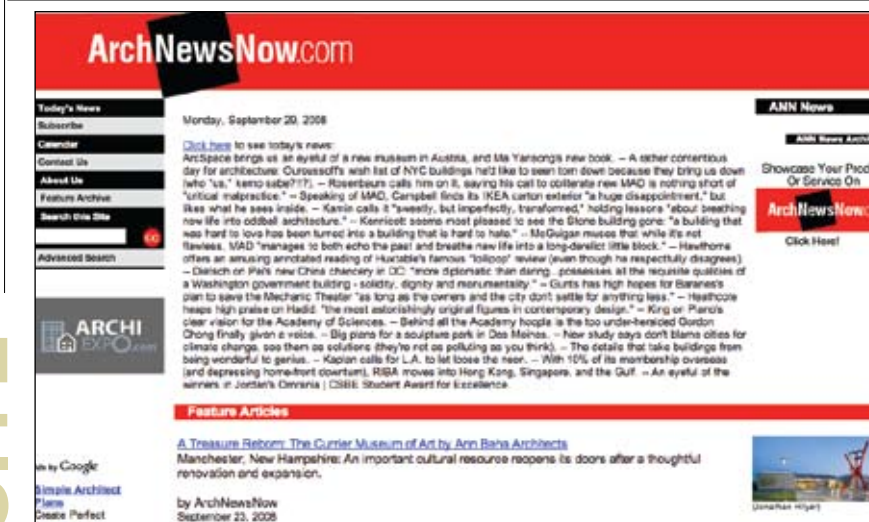 ArchNewsNow.com
Today's News
Subscribe
Calendar
Contact Us
About Us
Feature Archive
Search this Site
GO
Advanced Search
ARCHI
EXPO.com
Ads by Google
Simple Architect
Plans
Create Perfect
Monday, September 29, 2008
Click here to see today's news:
ArcSpace brings us an eyeful of a new museum in Austria, and Ma Yansong's new book. -- A rather contentious
day for architecture: Ouroussoff's wish list of NYC buildings he'd like to seen torn down because they bring us down
(who "us," kemo sabe???). -- Rosenbaum calls him on it, saying his call to obliterate new MAD is nothing short of
"critical malpractice." -- Speaking of MAD, Campbell finds its IKEA carton exterior "a huge disappointment," but
likes what he sees inside. -- Kamin calls it "sweetly, but imperfectly, transformed," holding lessons "about breathing
new life into oddball architecture." -- Kennicott seems most pleased to see the Stone building gone: "a building that
was hard to love has been turned into a building that is hard to hate." -- McGuigan muses that while it's not
flawless, MAD "manages to both echo the past and breathe new life into a long-derelict little block." -- Hawthorne
offers an amusing annotated reading of Huxtable's famous "lollipop" review (even though he respectfully disagrees).
-- Dietsch on Pei's new China chancery in DC: "more diplomatic than daring...possesses all the requisite qualities of
a Washington government building - solidity, dignity and monumentality." -- Gunts has high hopes for Baranes's
plan to save the Mechanic Theater "as long as the owners and the city don't settle for anything less." -- Heathcote
heaps high praise on Hadid: "the most astonishingly original figures in contemporary design." -- King on Piano's
clear vision for the Academy of Sciences. -- Behind all the Academy hoopla is the too under-heralded Gordon
Chong finally given a voice. -- Big plans for a sculpture park in Des Moines. -- New study says don't blame cities for
climate change, see them as solutions (they're not as polluting as you think). -- The details that take buildings from
being wonderful to genius. -- Kaplan calls for L.A. to let loose the neon. -- With 10% of its membership overseas
(and depressing home-front downturn), RIBA moves into Hong Kong, Singapore, and the Gulf. -- An eyeful of the
winners in Jordan's Omrania | CSBE Student Award for Excellence.
Feature Articles
A Treasure Reborn: The Currier Museum of Art by Ann Beha Architects
Manchester, New Hampshire: An important cultural resource reopens its doors after a thoughtful
renovation and expansion.
by ArchNewsNow
September 23, 2008
ANN News
ANN News Archi
Showcase Your Prod
Or Service On
ArchNewsNow
Click Here!